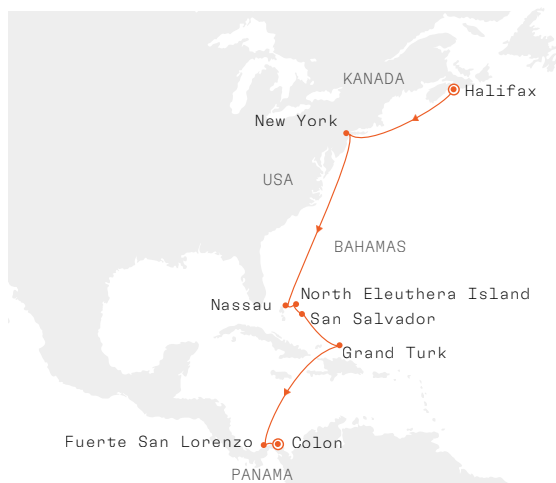 KANADA
Halifax
New York
USA
BAHAMAS
North Eleuthera Island
Nassau
San Salvador
Grand Turk
Fuerte San Lorenzo
Colon
PANAMA